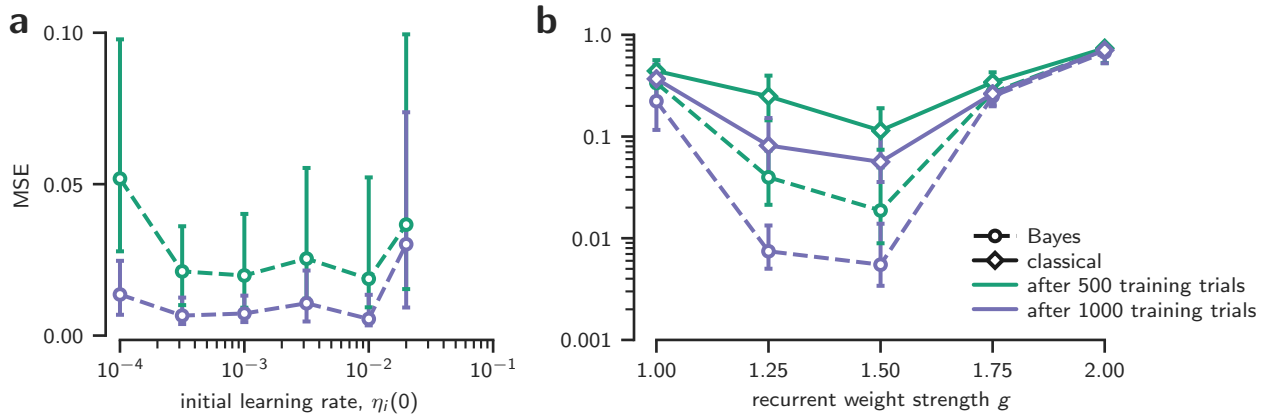 a
0.10
0.05
0.00
MSE
10⁻⁴
10⁻³
10⁻²
10⁻¹
initial learning rate, ηᵢ(0)
b
1.0
0.1
0.01
0.001
1.00
1.25
1.50
1.75
2.00
recurrent weight strength g
Bayes
classical
after 500 training trials
after 1000 training trials